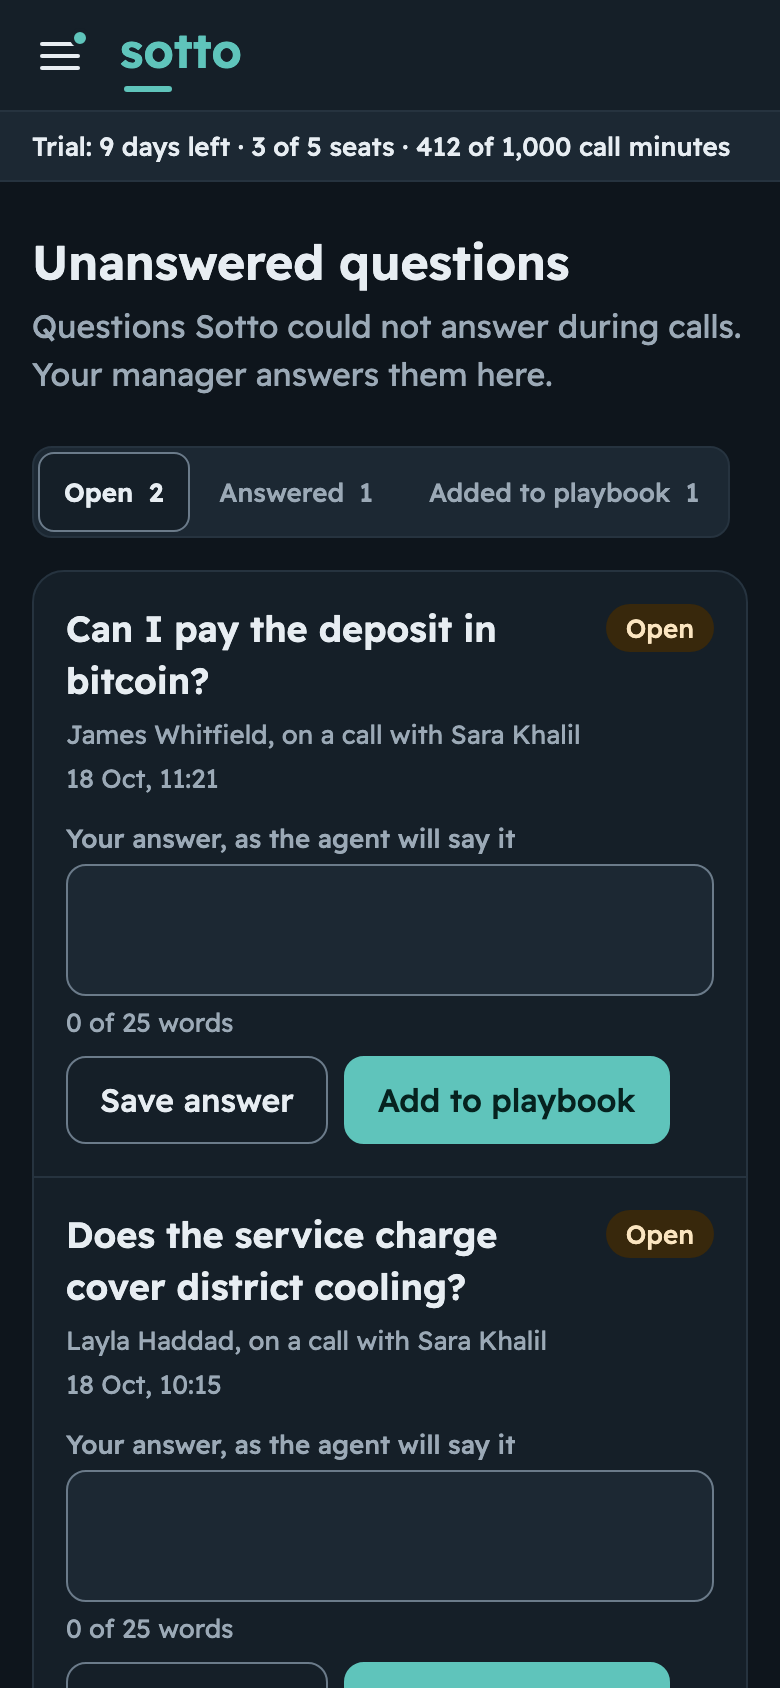 sotto
Trial: 9 days left · 3 of 5 seats · 412 of 1,000 call minutes
Unanswered questions
Questions Sotto could not answer during calls.
Your manager answers them here.
Open 2 Answered 1 Added to playbook 1
Can I pay the deposit in
bitcoin?
Open
James Whitfield, on a call with Sara Khalil
18 Oct, 11:21
Your answer, as the agent will say it
0 of 25 words
Save answer Add to playbook
Does the service charge
cover district cooling?
Open
Layla Haddad, on a call with Sara Khalil
18 Oct, 10:15
Your answer, as the agent will say it
0 of 25 words